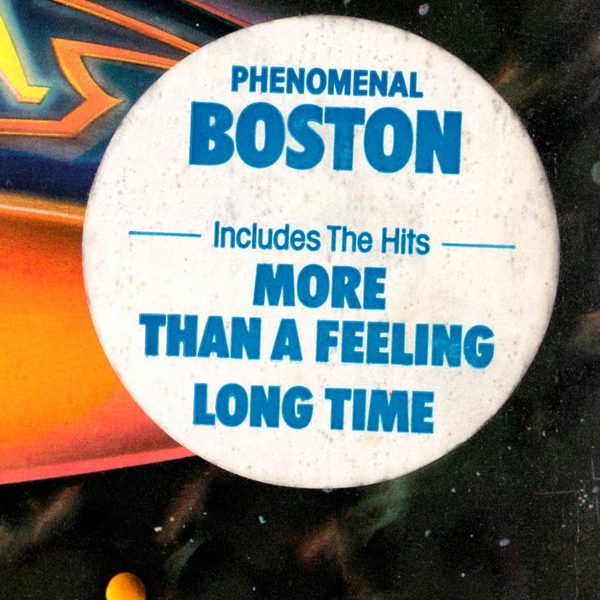 PHENOMENAL
BOSTON
Includes The Hits
MORE
THAN A FEELING
LONG TIME